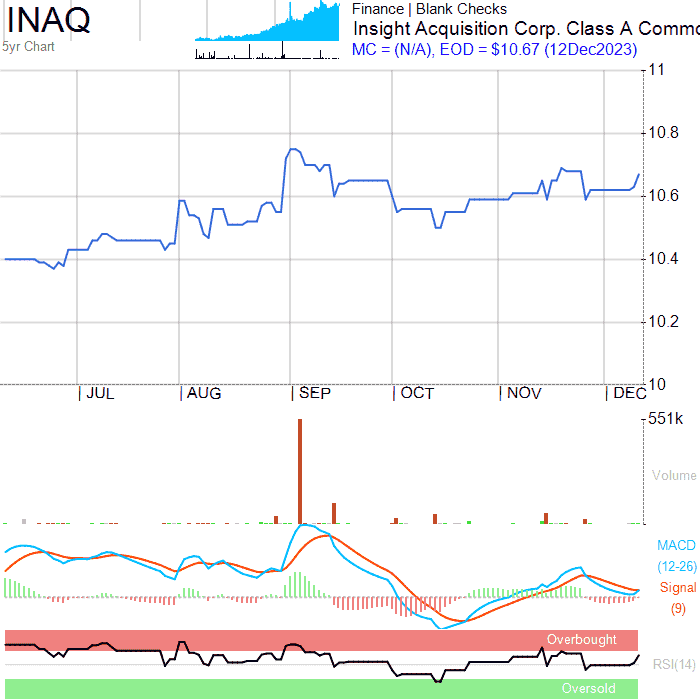 INAQ
5yr Chart
Finance | Blank Checks
Insight Acquisition Corp. Class A Commo
MC = (N/A), EOD = $10.67 (12Dec2023)
11
10.8
10.6
10.4
10.2
10
JUL
AUG
SEP
OCT
NOV
DEC
551k
Volume
MACD
(12-26)
Signal
(9)
Overbought
RSI(14)
Oversold